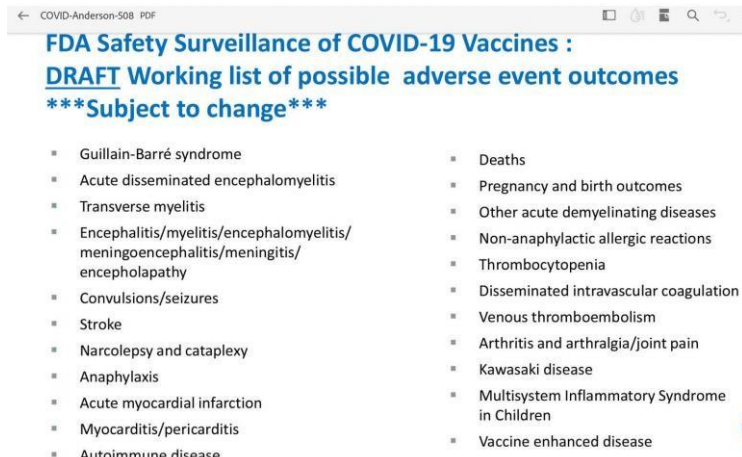 COVID-Anderson-508 PDF
FDA Safety Surveillance of COVID-19 Vaccines :
DRAFT Working list of possible adverse event outcomes
***Subject to change***
Guillain-Barré syndrome
Acute disseminated encephalomyelitis
Transverse myelitis
Encephalitis/myelitis/encephalomyelitis/
meningoencephalitis/meningitis/
encepholapathy
Convulsions/seizures
Stroke
Narcolepsy and cataplexy
Anaphylaxis
Acute myocardial infarction
Myocarditis/pericarditis
Autoimmune disease
Deaths
Pregnancy and birth outcomes
Other acute demyelinating diseases
Non-anaphylactic allergic reactions
Thrombocytopenia
Disseminated intravascular coagulation
Venous thromboembolism
Arthritis and arthralgia/joint pain
Kawasaki disease
Multisystem Inflammatory Syndrome
in Children
Vaccine enhanced disease